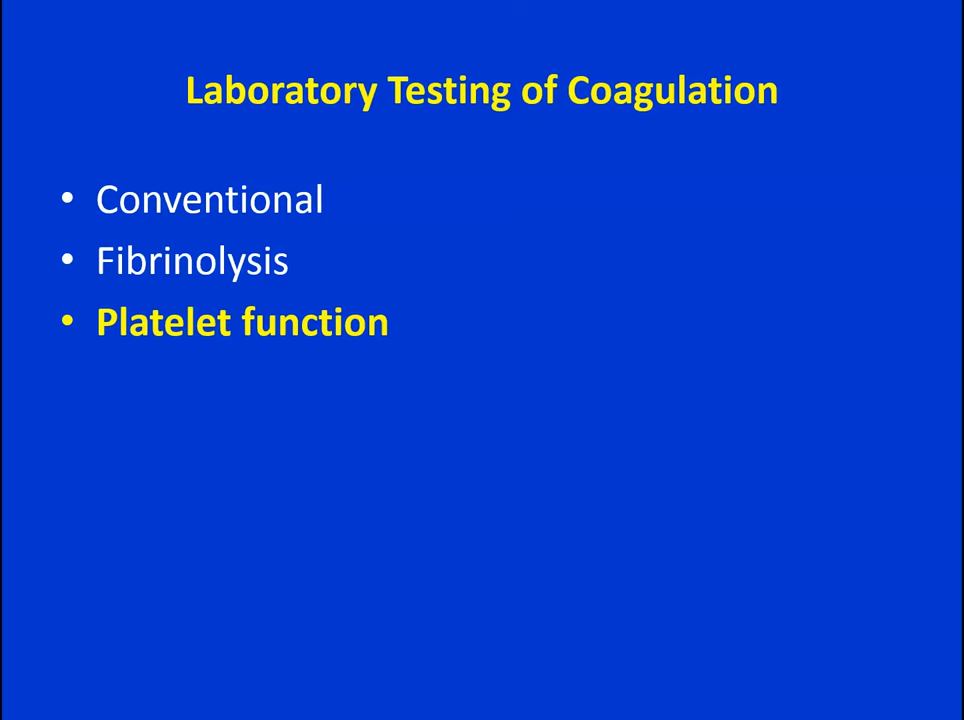 Laboratory Testing of Coagulation
• Conventional
• Fibrinolysis
• Platelet function